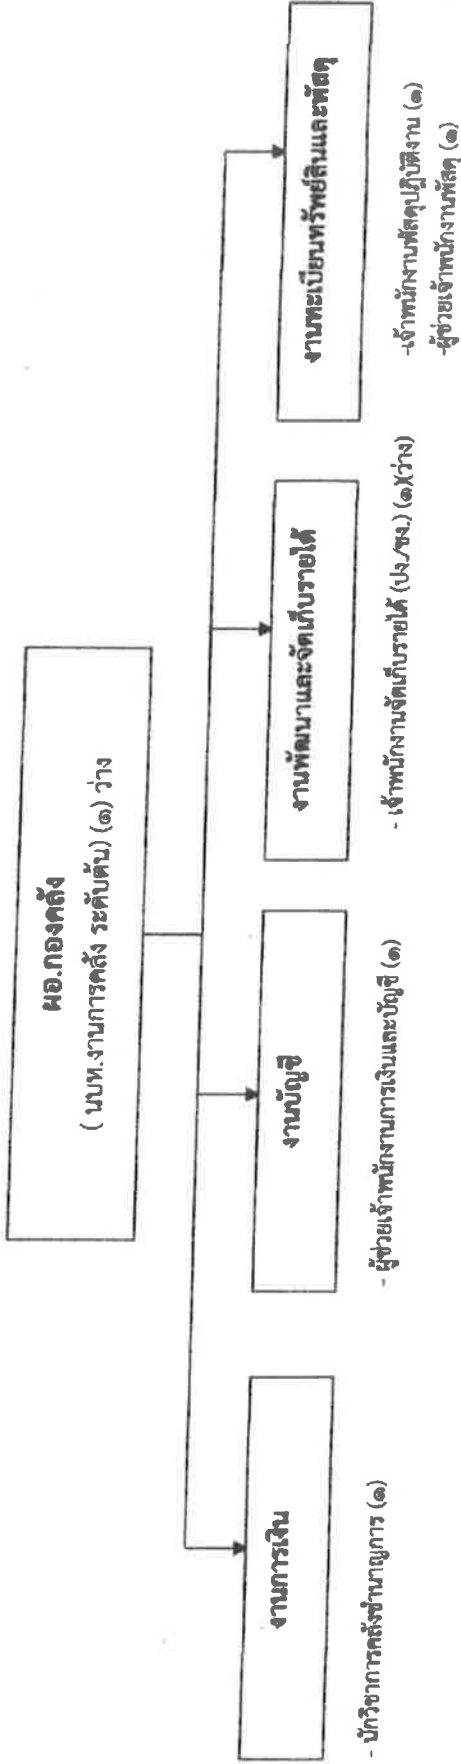 ผอ.กองคลัง
( นบห.งานการคลัง ระดับต้น) (๑) ว่าง
งานการเงิน
- นักวิชาการคลังชำนาญการ (๑)
งานบัญชี
- ผู้ช่วยเจ้าพนักงานการเงินและบัญชี (๑)
งานพัฒนาและจัดเก็บรายได้
- เจ้าพนักงานจัดเก็บรายได้ (ปง./ชง.) (๑)(ว่าง)
งานทะเบียนทรัพย์สินและพัสดุ
-เจ้าพนักงานพัสดุปฏิบัติงาน (๑)
-ผู้ช่วยเจ้าพนักงานพัสดุ (๑)